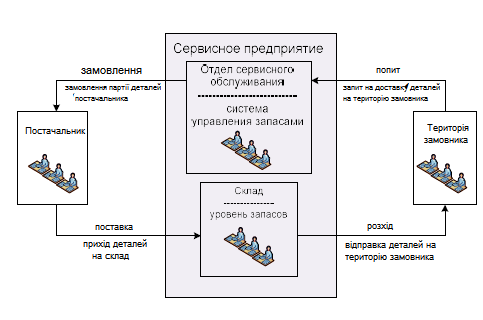 Сервисное предприятие
замовлення
замовлення партії деталей
постачальника
Отдел сервисного
обслуживания
система
управления запасами
попит
запит на доставку деталей
на територію замовника
Постачальник
Територія
замовника
Склад
уровень запасов
поставка
прихід деталей
на склад
розхід
відправка деталей на
територію замовника